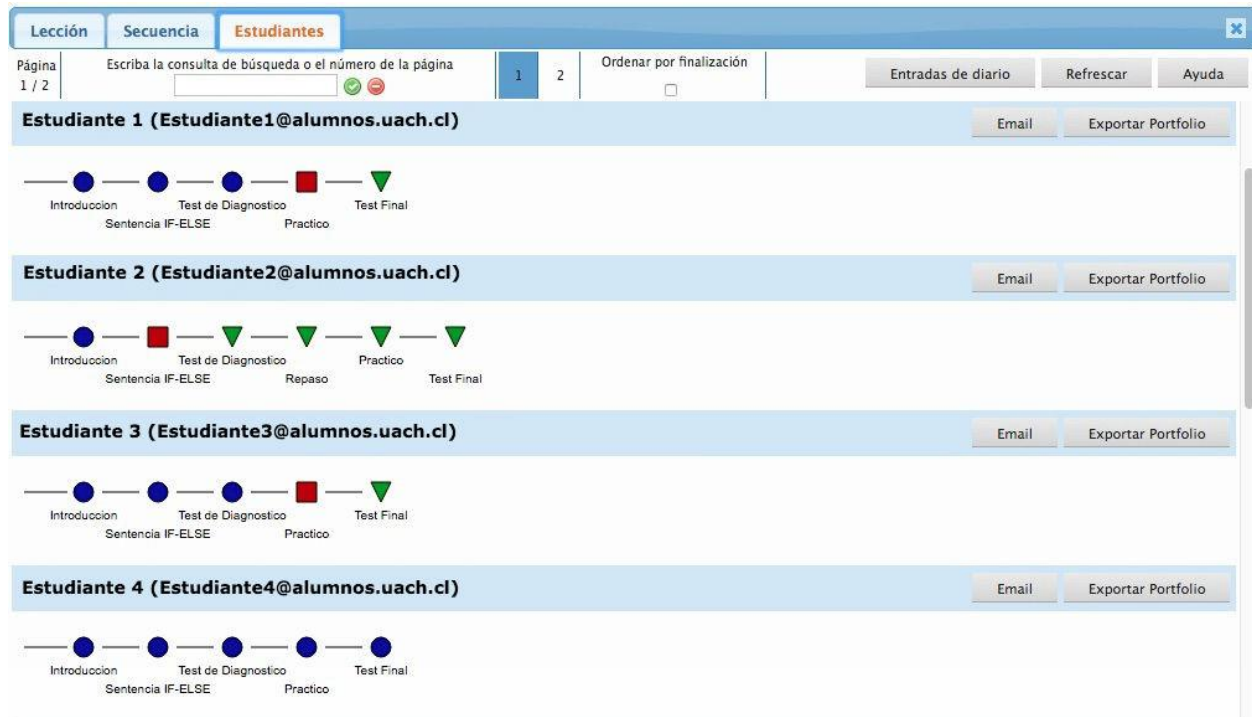 Lección Secuencia Estudiantes
Página
1 / 2
Escriba la consulta de búsqueda o el número de la página
1 2
Ordenar por finalización
Entradas de diario Refrescar Ayuda
Estudiante 1 (Estudiante1@alumnos.uach.cl) Email Exportar Portfolio
Introduccion Test de Diagnostico Test Final
Sentencia IF-ELSE Practico
Estudiante 2 (Estudiante2@alumnos.uach.cl) Email Exportar Portfolio
Introduccion Test de Diagnostico Practico
Sentencia IF-ELSE Repaso Test Final
Estudiante 3 (Estudiante3@alumnos.uach.cl) Email Exportar Portfolio
Introduccion Test de Diagnostico Test Final
Sentencia IF-ELSE Practico
Estudiante 4 (Estudiante4@alumnos.uach.cl) Email Exportar Portfolio
Introduccion Test de Diagnostico Test Final
Sentencia IF-ELSE Practico